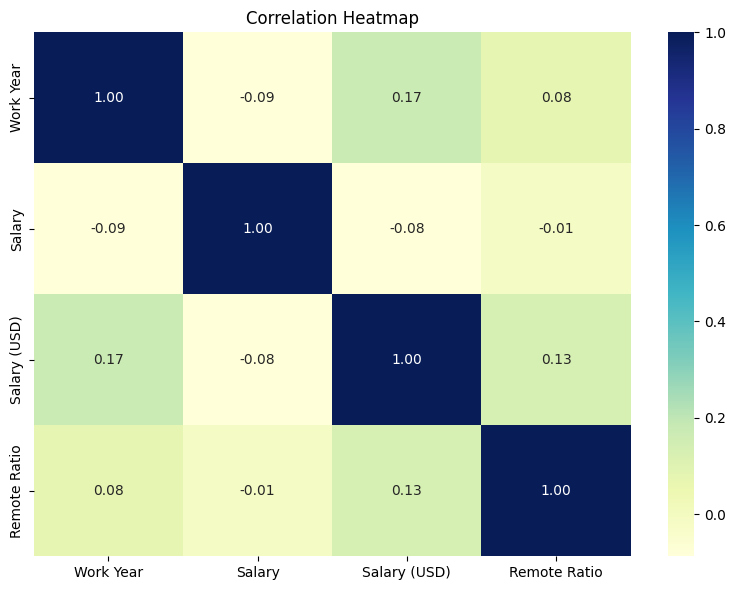 Correlation Heatmap
Work Year
1.00
-0.09
0.17
0.08
Salary
-0.09
1.00
-0.08
-0.01
Salary (USD)
0.17
-0.08
1.00
0.13
Remote Ratio
0.08
-0.01
0.13
1.00
Work Year
Salary
Salary (USD)
Remote Ratio
1.0
0.8
0.6
0.4
0.2
0.0